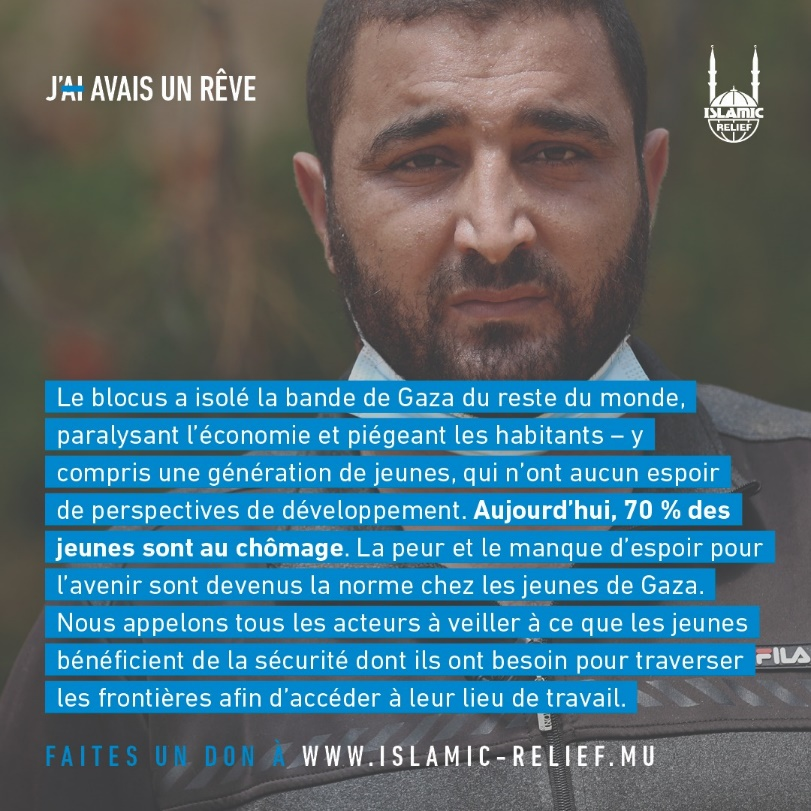 J'AI AVAIS UN RÊVE
ISLAMIC
RELIEF
Le blocus a isolé la bande de Gaza du reste du monde,
paralysant l'économie et piégeant les habitants – y
compris une génération de jeunes, qui n'ont aucun espoir
de perspectives de développement. Aujourd'hui, 70 % des
jeunes sont au chômage. La peur et le manque d'espoir pour
l'avenir sont devenus la norme chez les jeunes de Gaza.
Nous appelons tous les acteurs à veiller à ce que les jeunes
bénéficient de la sécurité dont ils ont besoin pour traverser
les frontières afin d'accéder à leur lieu de travail.
FILA
FAITES UN DON À WWW.ISLAMIC-RELIEF.MU